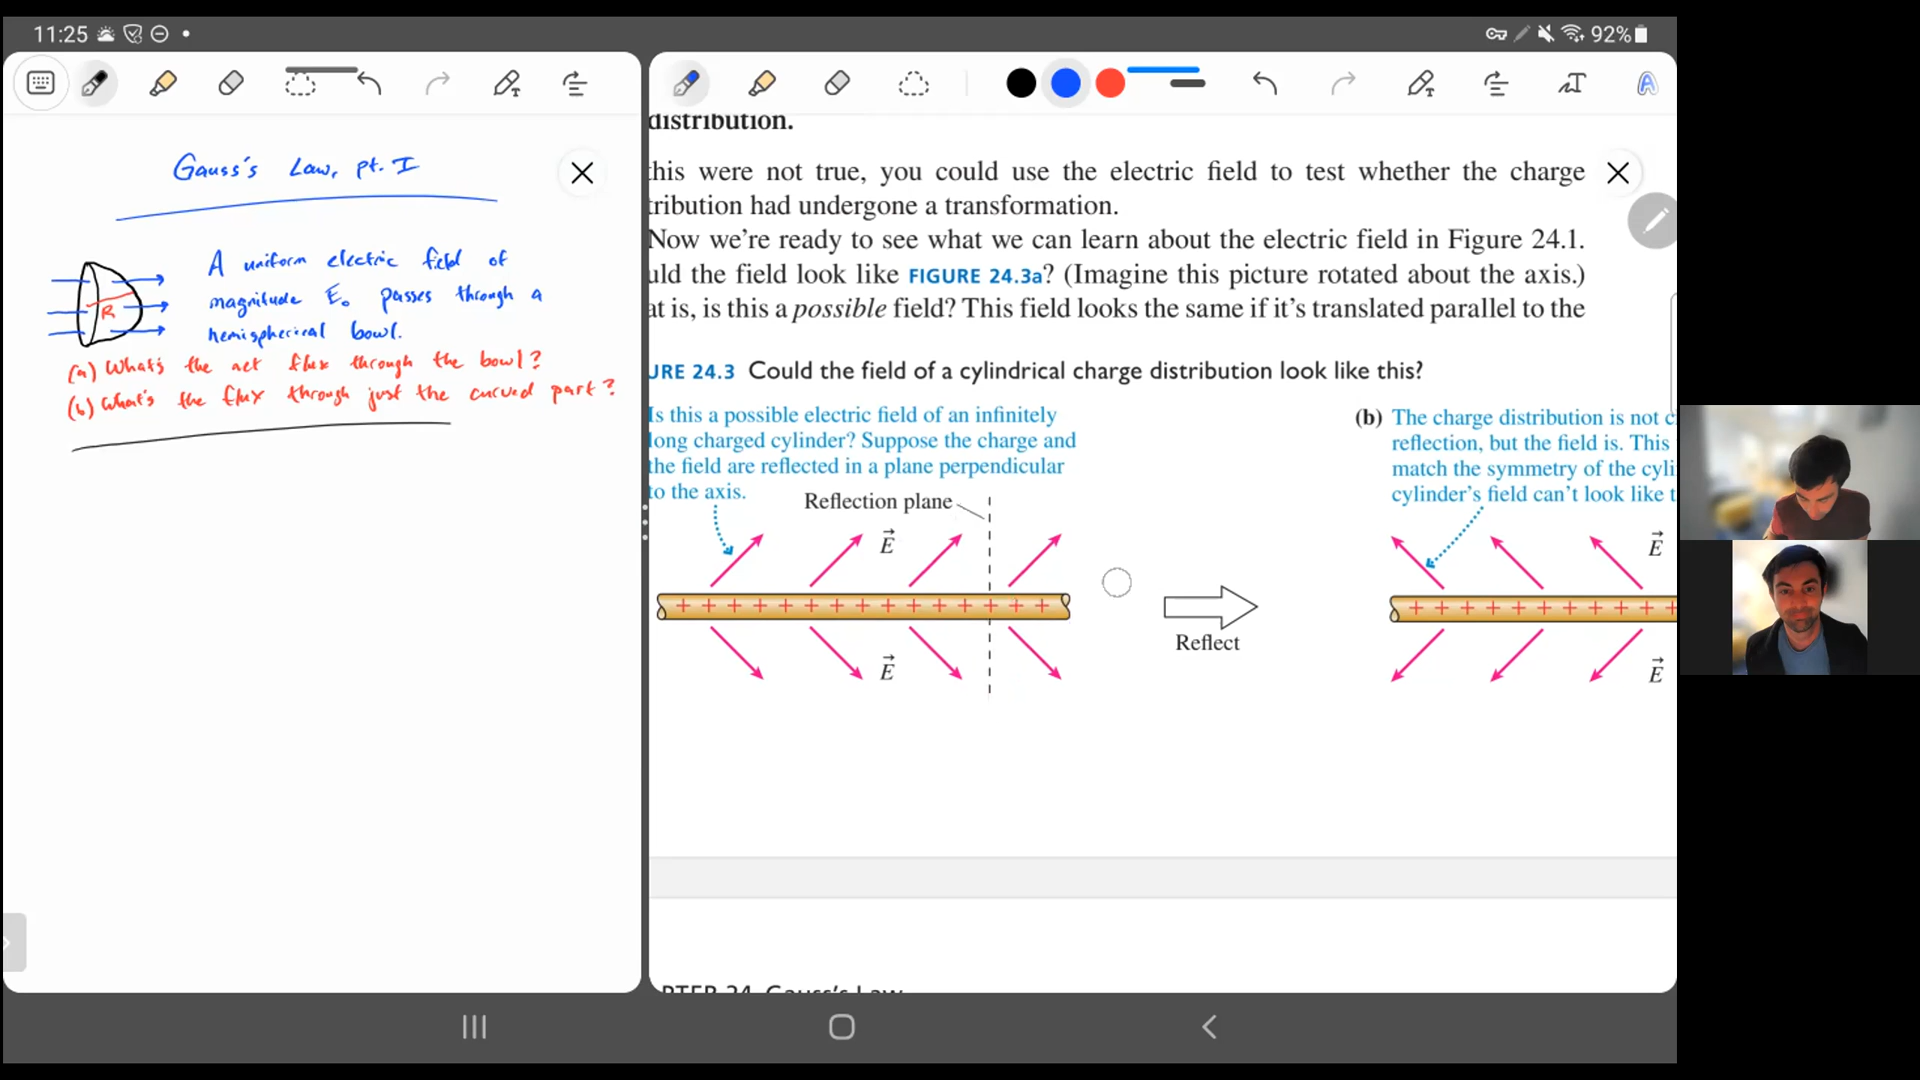 11:25
92%
Gauss's Law, pt. I
A uniform electric field of
magnitude E₀ passes through a
hemispherical bowl.
R
(a) What's the net flux through the bowl?
(b) What's the flux through just the curved part?
distribution.
this were not true, you could use the electric field to test whether the charge
tribution had undergone a transformation.
Now we're ready to see what we can learn about the electric field in Figure 24.1.
uld the field look like FIGURE 24.3a? (Imagine this picture rotated about the axis.)
at is, is this a possible field? This field looks the same if it's translated parallel to the
URE 24.3 Could the field of a cylindrical charge distribution look like this?
Is this a possible electric field of an infinitely
long charged cylinder? Suppose the charge and
the field are reflected in a plane perpendicular
to the axis.
Reflection plane
E⃗
+ + + + + + + + + + + + + + +
E⃗
Reflect
(b) The charge distribution is not c
reflection, but the field is. This
match the symmetry of the cyli
cylinder's field can't look like t
E⃗
+ + + + + + + + + + +
E⃗
PTER 24 Gauss's Law